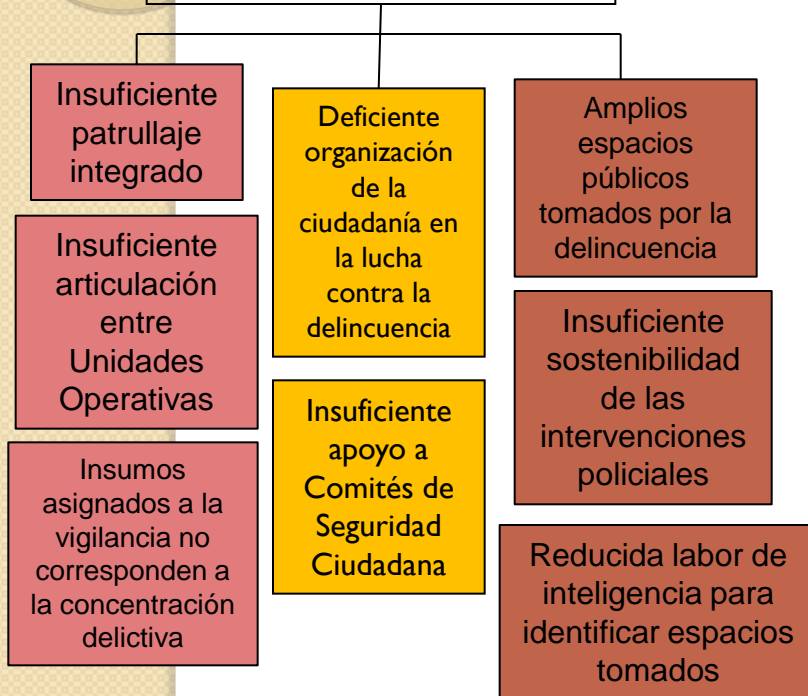 Insuficiente
patrullaje
integrado
Insuficiente
articulación
entre
Unidades
Operativas
Insumos
asignados a la
vigilancia no
corresponden a
la concentración
delictiva
Deficiente
organización
de la
ciudadanía en
la lucha
contra la
delincuencia
Insuficiente
apoyo a
Comités de
Seguridad
Ciudadana
Amplios
espacios
públicos
tomados por la
delincuencia
Insuficiente
sostenibilidad
de las
intervenciones
policiales
Reducida labor de
inteligencia para
identificar espacios
tomados